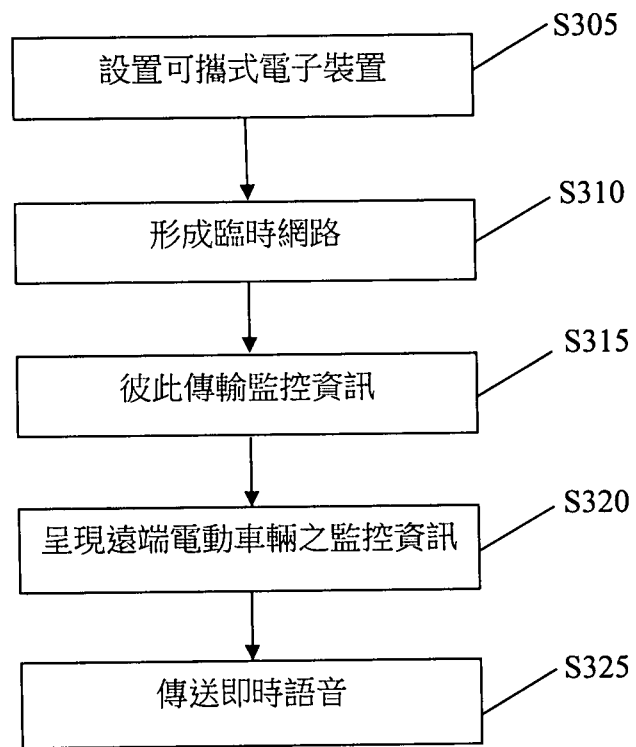 S305
設置可攜式電子裝置
S310
形成臨時網路
S315
彼此傳輸監控資訊
S320
呈現遠端電動車輛之監控資訊
S325
傳送即時語音